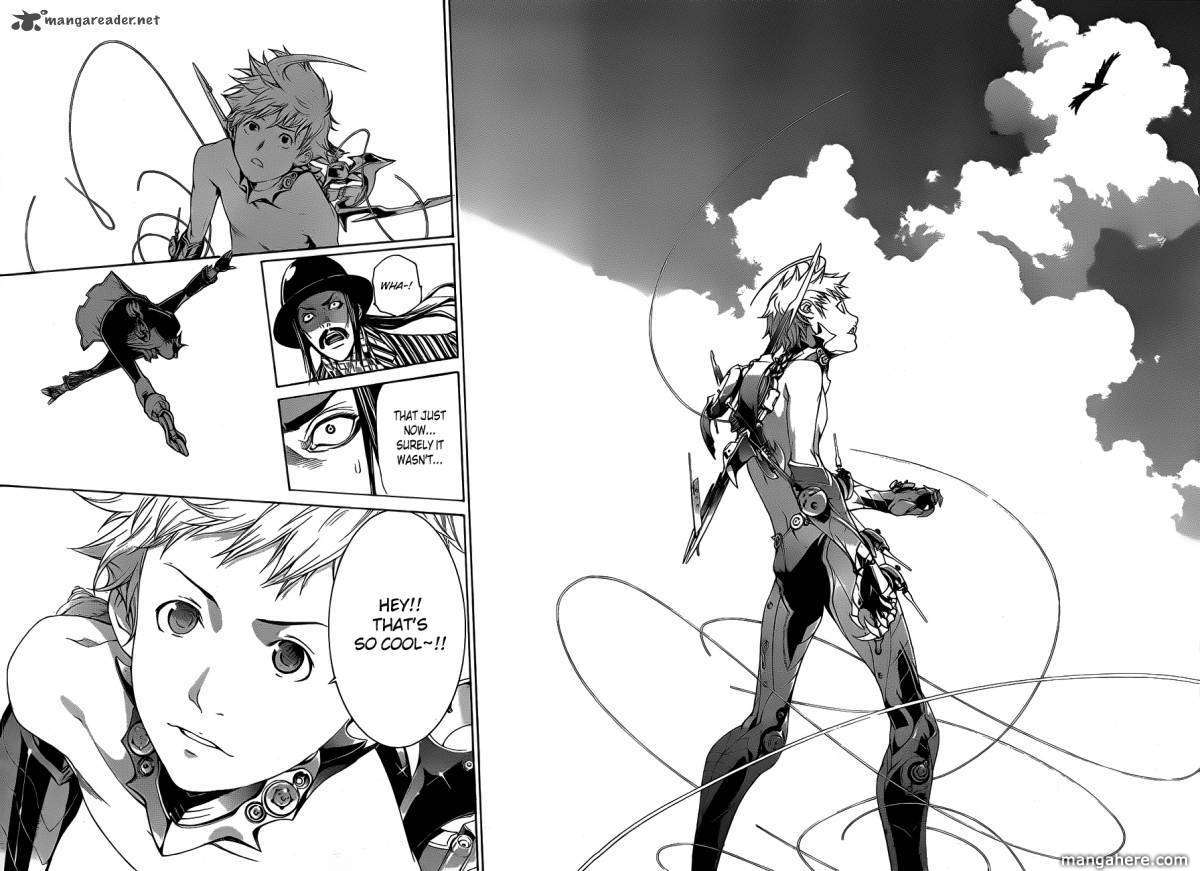 mangareader.net
WHA-!
THAT JUST
NOW...
SURELY IT
WASN'T...
HEY!!
THAT'S
SO COOL~!!
mangahere.com